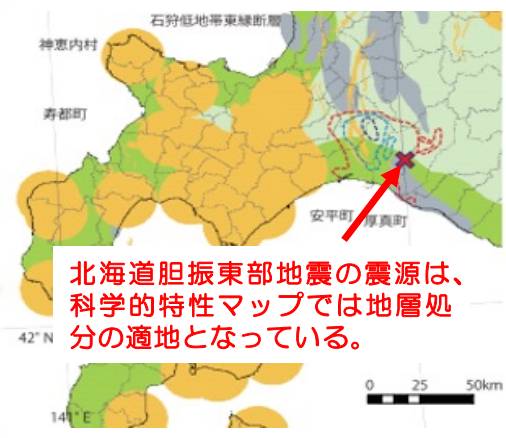 石狩低地帯東縁断層
神恵内村
寿都町
安平町
厚真町
北海道胆振東部地震の震源は、
科学的特性マップでは地層処
分の適地となっている。
42° N
0 25 50km
141° E